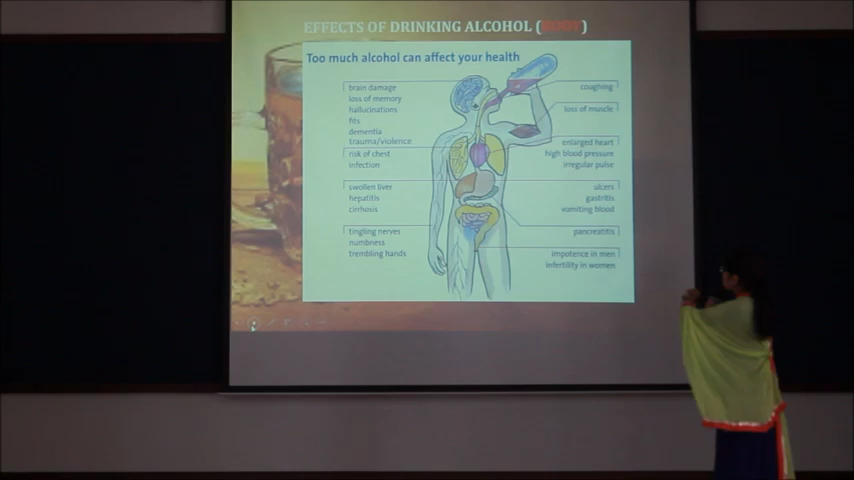 EFFECTS OF DRINKING ALCOHOL (BODY)
Too much alcohol can affect your health
brain damage
loss of memory
hallucinations
fits
dementia
trauma/violence
risk of chest
infection
swollen liver
hepatitis
cirrhosis
tingling nerves
numbness
trembling hands
coughing
loss of muscle
enlarged heart
high blood pressure
irregular pulse
ulcers
gastritis
vomiting blood
pancreatitis
impotence in men
infertility in women